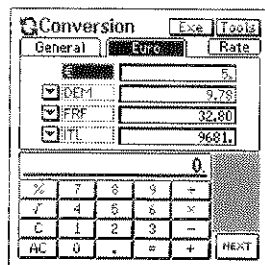 Conversion Exe Tools
General Euro Rate
€ 5.
DEM 9.78
FRF 32.80
ITL 9681.
0.
% 7 8 9 ÷
√ 4 5 6 ×
C 1 2 3 −
AC 0 . = +
NEXT